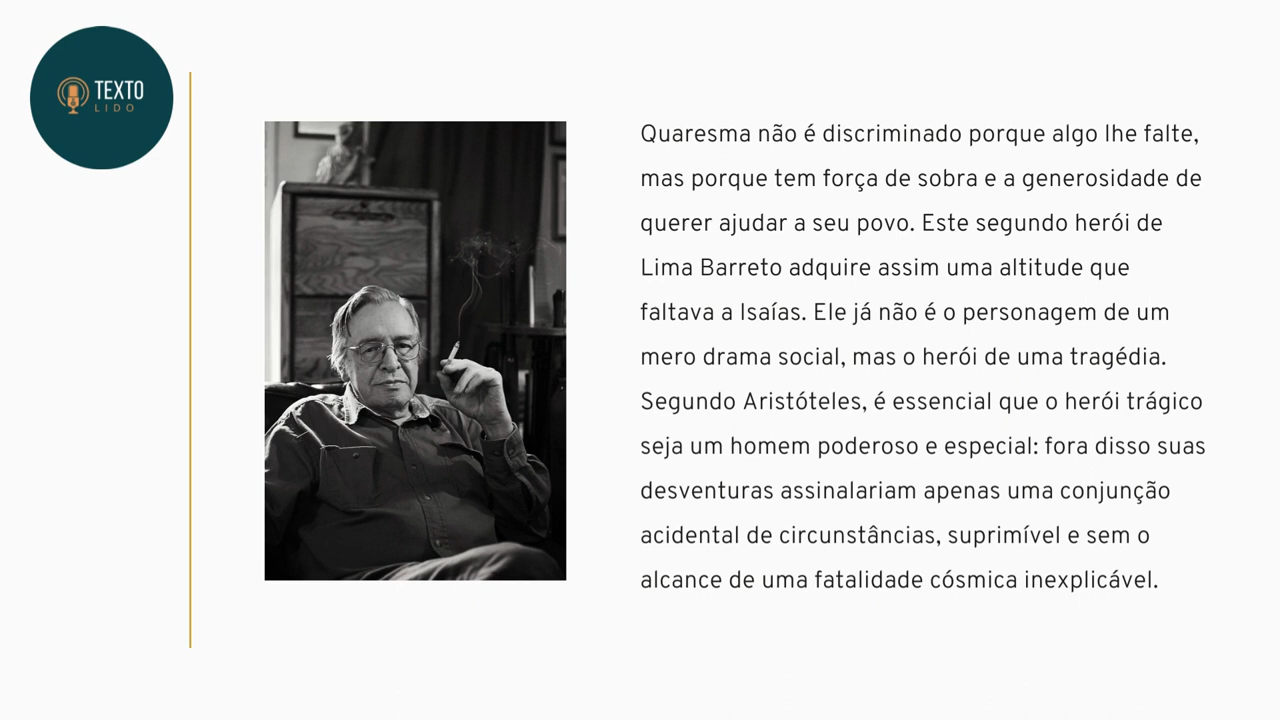 TEXTO
LIDO
Quaresma não é discriminado porque algo lhe falte,
mas porque tem força de sobra e a generosidade de
querer ajudar a seu povo. Este segundo herói de
Lima Barreto adquire assim uma altitude que
faltava a Isaías. Ele já não é o personagem de um
mero drama social, mas o herói de uma tragédia.
Segundo Aristóteles, é essencial que o herói trágico
seja um homem poderoso e especial: fora disso suas
desventuras assinalariam apenas uma conjunção
acidental de circunstâncias, suprimível e sem o
alcance de uma fatalidade cósmica inexplicável.